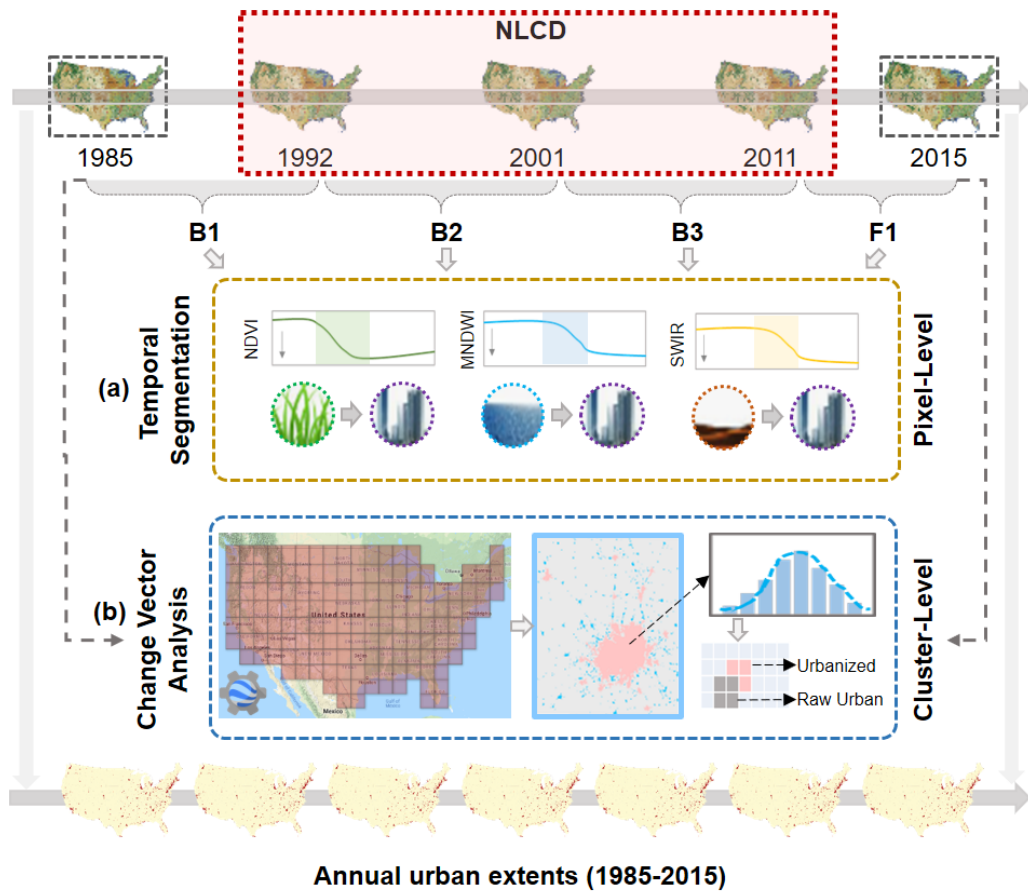 NLCD
1985
1992
2001
2011
2015
B1
B2
B3
F1
(a)
Temporal
Segmentation
NDVI
MNDWI
SWIR
Pixel-Level
(b)
Change Vector
Analysis
United States
Mexico
Urbanized
Raw Urban
Cluster-Level
Annual urban extents (1985-2015)